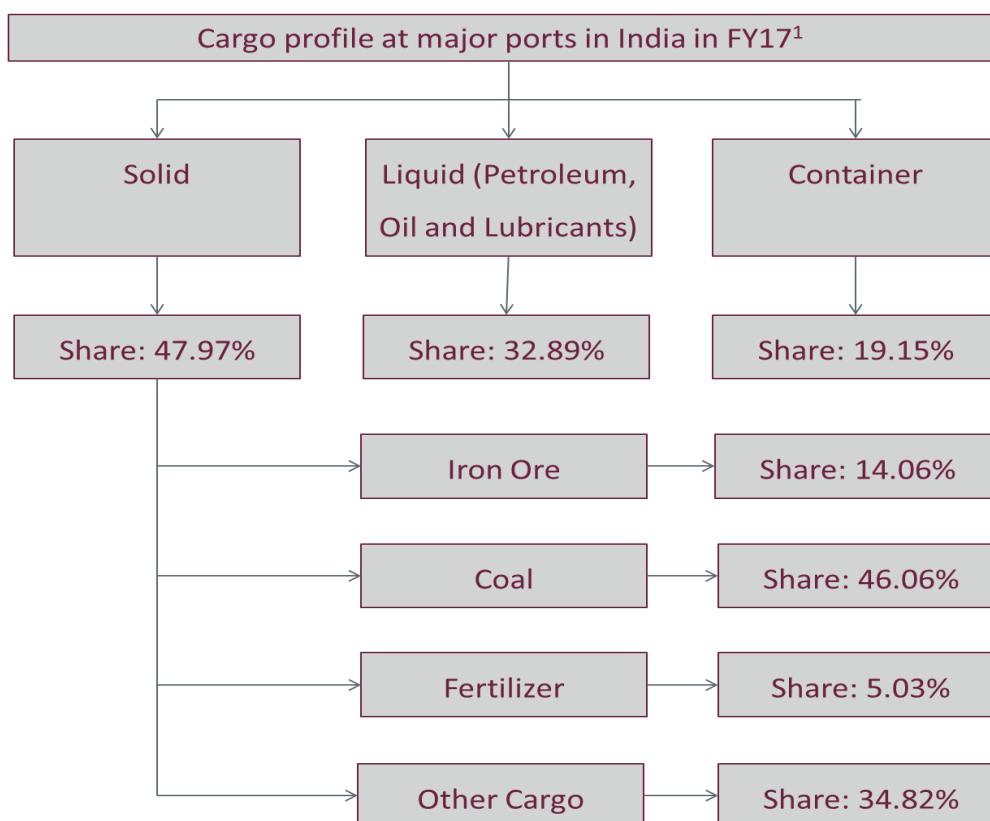 Cargo profile at major ports in India in FY17¹
Solid
Liquid (Petroleum,
Oil and Lubricants)
Container
Share: 47.97%
Share: 32.89%
Share: 19.15%
Iron Ore
Share: 14.06%
Coal
Share: 46.06%
Fertilizer
Share: 5.03%
Other Cargo
Share: 34.82%